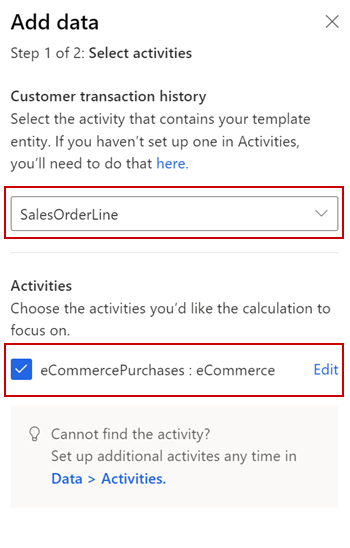 Add data
Step 1 of 2: Select activities
Customer transaction history
Select the activity that contains your template
entity. If you haven't set up one in Activities,
you'll need to do that here.
SalesOrderLine
Activities
Choose the activities you'd like the calculation to
focus on.
eCommercePurchases : eCommerce Edit
Cannot find the activity?
Set up additional activites any time in
Data > Activities.